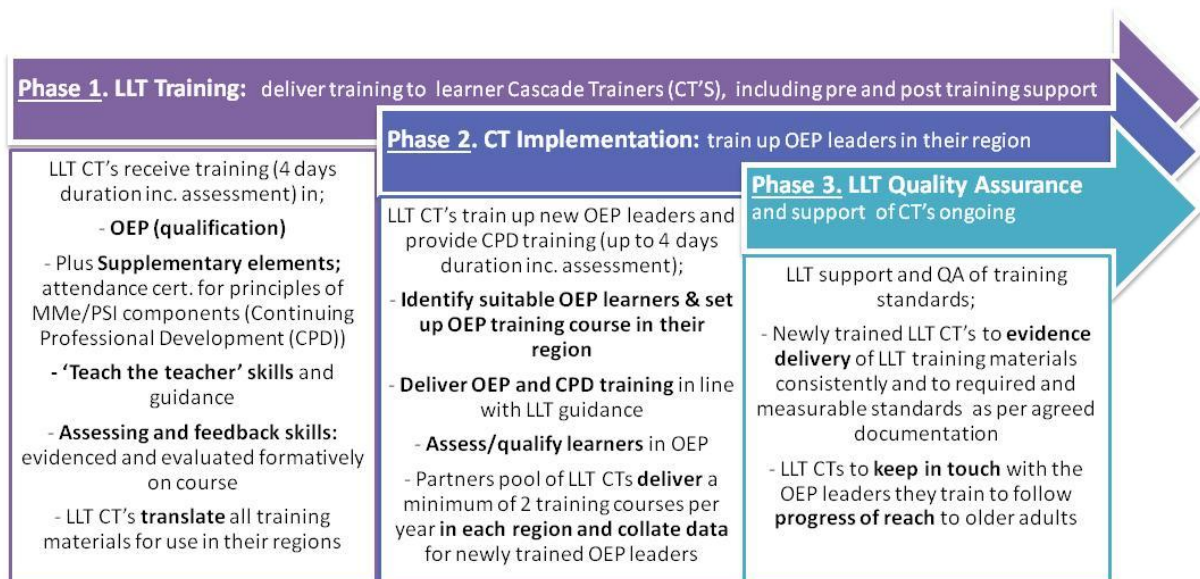 Phase 1. LLT Training: deliver training to learner Cascade Trainers (CT'S), including pre and post training support
LLT CT's receive training (4 days
duration inc. assessment) in;
- OEP (qualification)
- Plus Supplementary elements;
attendance cert. for principles of
MMe/PSI components (Continuing
Professional Development (CPD))
- 'Teach the teacher' skills and
guidance
- Assessing and feedback skills:
evidenced and evaluated formatively
on course
- LLT CT's translate all training
materials for use in their regions
Phase 2. CT Implementation: train up OEP leaders in their region
LLT CT's train up new OEP leaders and
provide CPD training (up to 4 days
duration inc. assessment);
- Identify suitable OEP learners & set
up OEP training course in their
region
- Deliver OEP and CPD training in line
with LLT guidance
- Assess/qualify learners in OEP
- Partners pool of LLT CTs deliver a
minimum of 2 training courses per
year in each region and collate data
for newly trained OEP leaders
Phase 3. LLT Quality Assurance
and support of CT's ongoing
LLT support and QA of training
standards;
- Newly trained LLT CT's to evidence
delivery of LLT training materials
consistently and to required and
measurable standards as per agreed
documentation
- LLT CTs to keep in touch with the
OEP leaders they train to follow
progress of reach to older adults